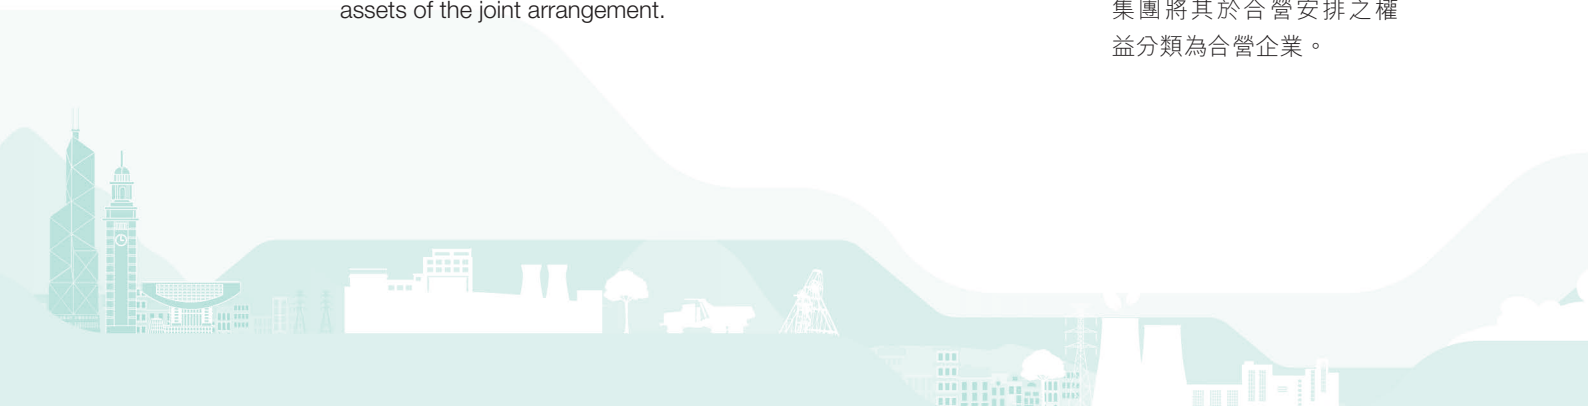 assets of the joint arrangement.
集團將其於合營安排之權
益分類為合營企業。